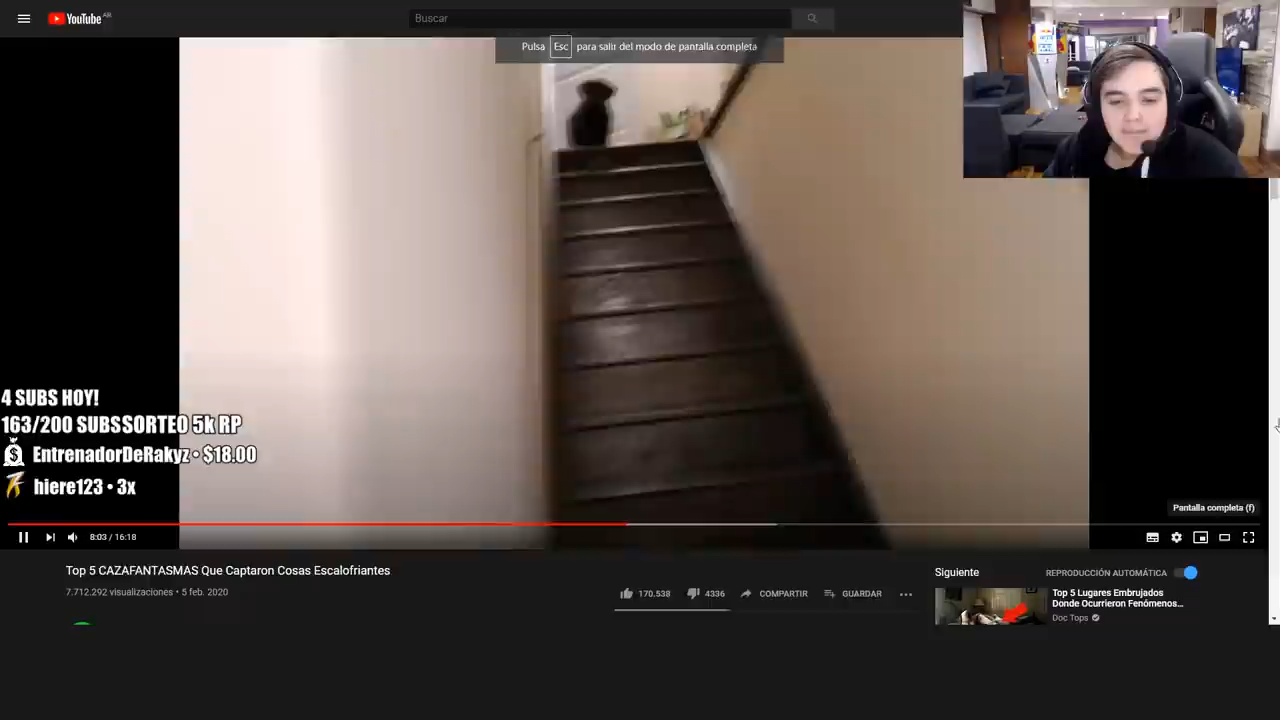 YouTube AR
Buscar
Pulsa Esc para salir del modo de pantalla completa
4 SUBS HOY!
163/200 SUBSSORTEO 5k RP
EntrenadorDeRakyz • $18.00
hiere123 • 3x
Pantalla completa (f)
8:03 / 16:18
Top 5 CAZAFANTASMAS Que Captaron Cosas Escalofriantes
7.712.292 visualizaciones • 5 feb. 2020
170.538
4336
COMPARTIR
GUARDAR
Siguiente
REPRODUCCIÓN AUTOMÁTICA
Top 5 Lugares Embrujados
Donde Ocurrieron Fenómenos...
Doc Tops